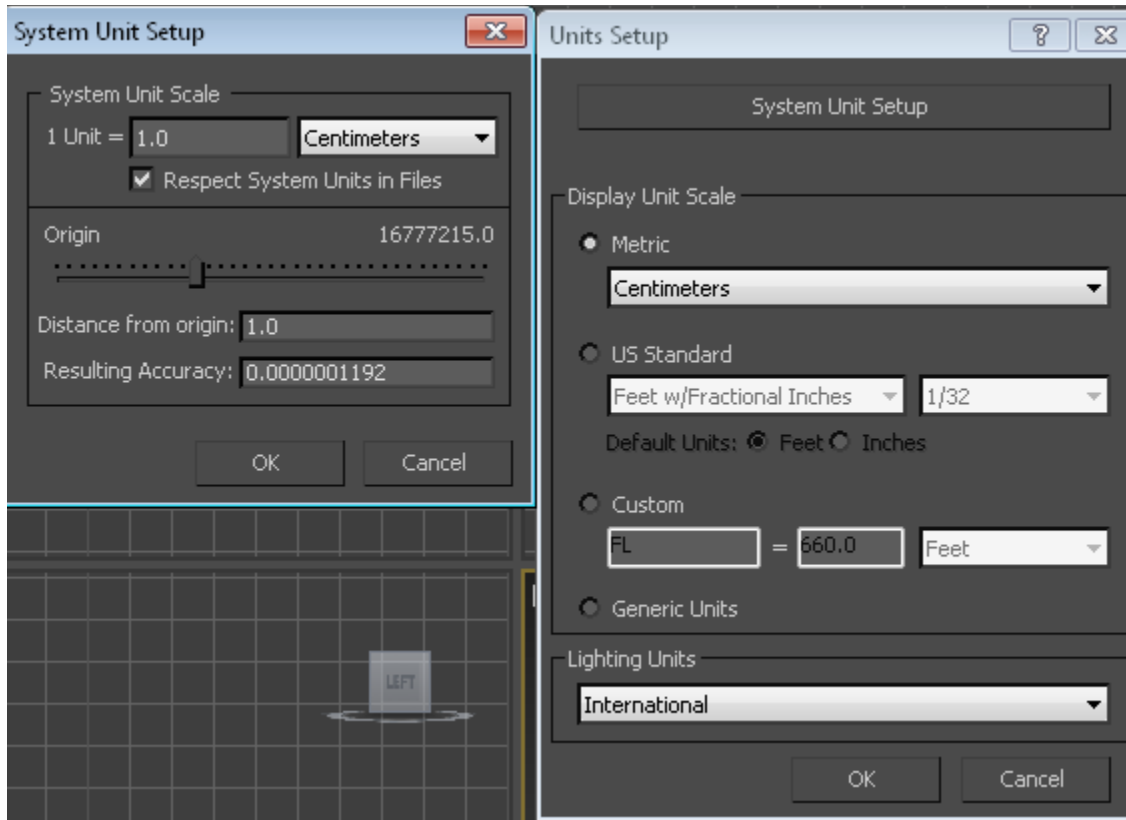 System Unit Setup
System Unit Scale
1 Unit = 1.0 Centimeters
Respect System Units in Files
Origin 16777215.0
Distance from origin: 1.0
Resulting Accuracy: 0.0000001192
OK Cancel
LEFT
Units Setup
System Unit Setup
Display Unit Scale
Metric
Centimeters
US Standard
Feet w/Fractional Inches 1/32
Default Units: Feet Inches
Custom
FL = 660.0 Feet
Generic Units
Lighting Units
International
OK Cancel